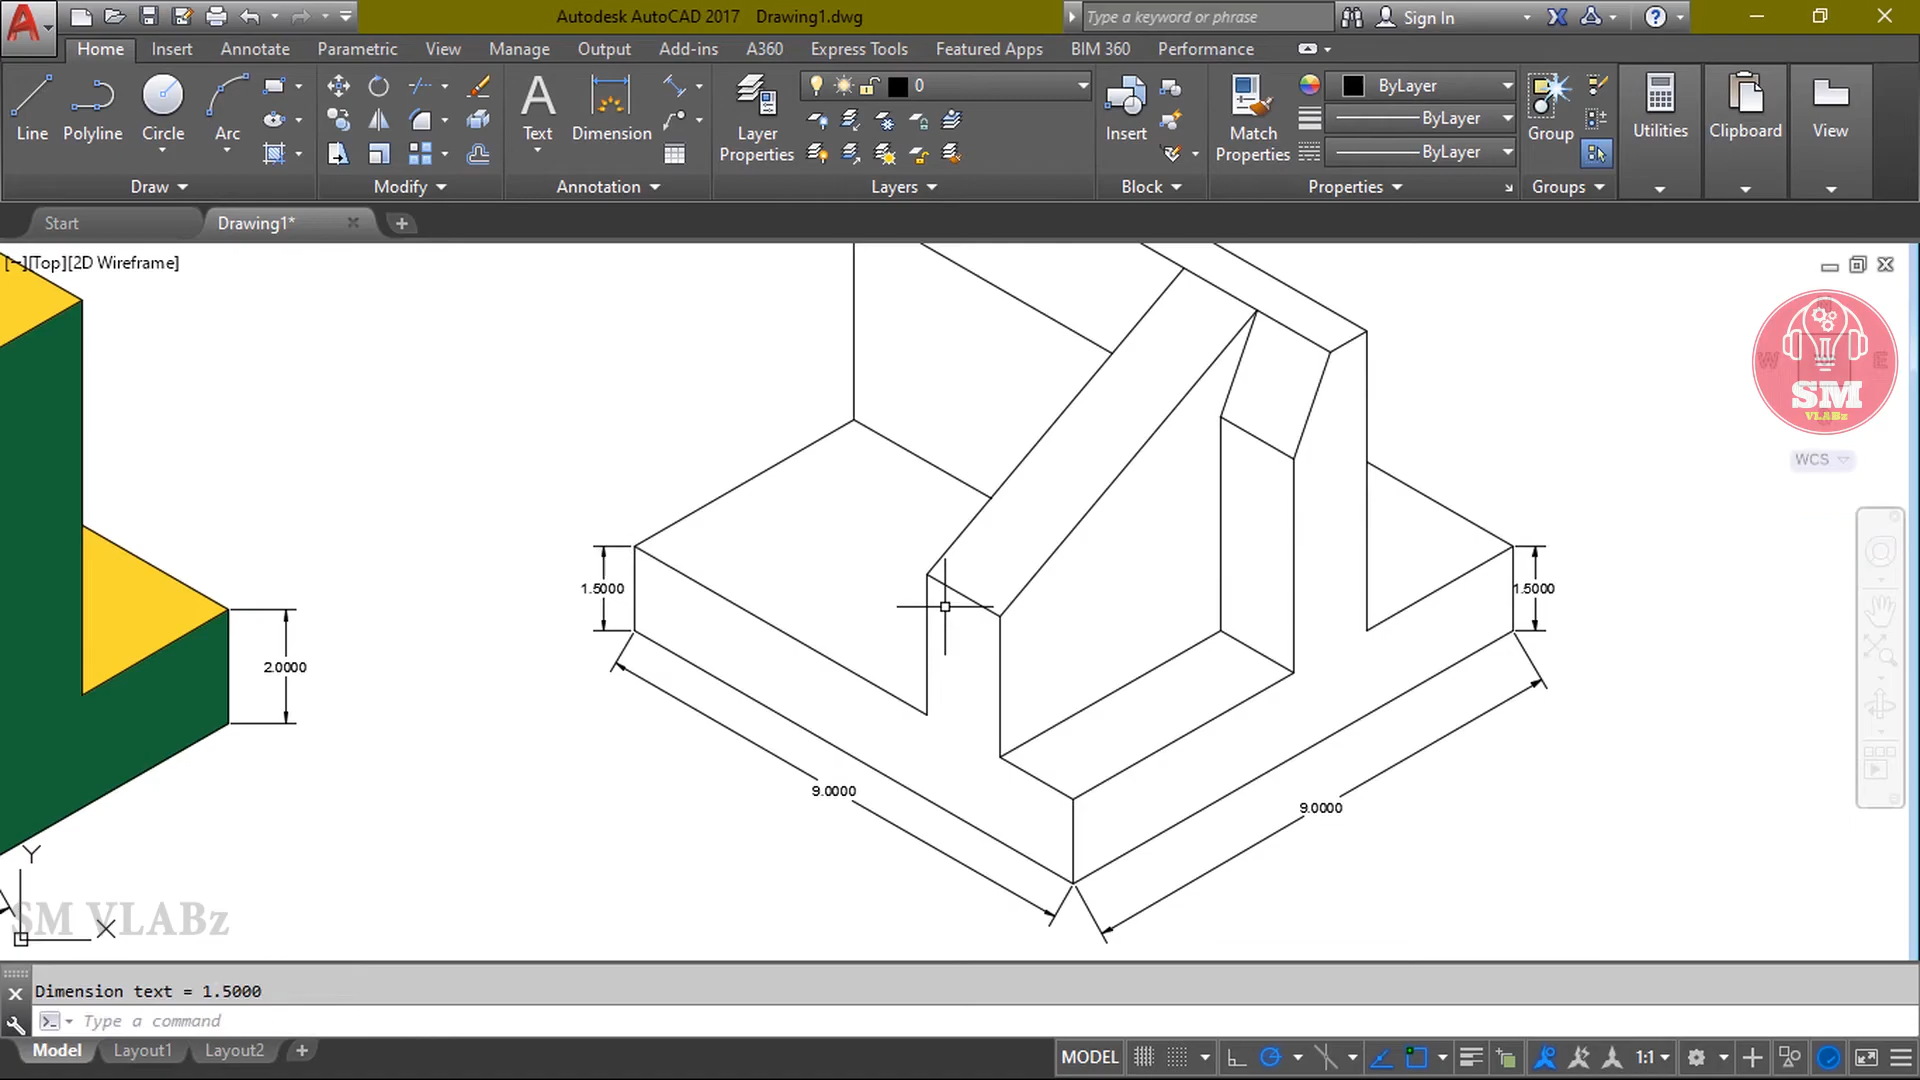 Autodesk AutoCAD 2017 Drawing1.dwg
Type a keyword or phrase
Sign In
Home Insert Annotate Parametric View Manage Output Add-ins A360 Express Tools Featured Apps BIM 360 Performance
Line Polyline Circle Arc
Text Dimension
Layer Properties
0
Insert
Match Properties
ByLayer
ByLayer
ByLayer
Group
Utilities
Clipboard
View
Draw Modify Annotation Layers Block Properties Groups
Start Drawing1*
[−][Top][2D Wireframe]
W E
SM
VLABz
WCS
1.5000
1.5000
2.0000
9.0000
9.0000
Y
X
SM VLABz
Dimension text = 1.5000
Type a command
Model Layout1 Layout2
MODEL
1:1